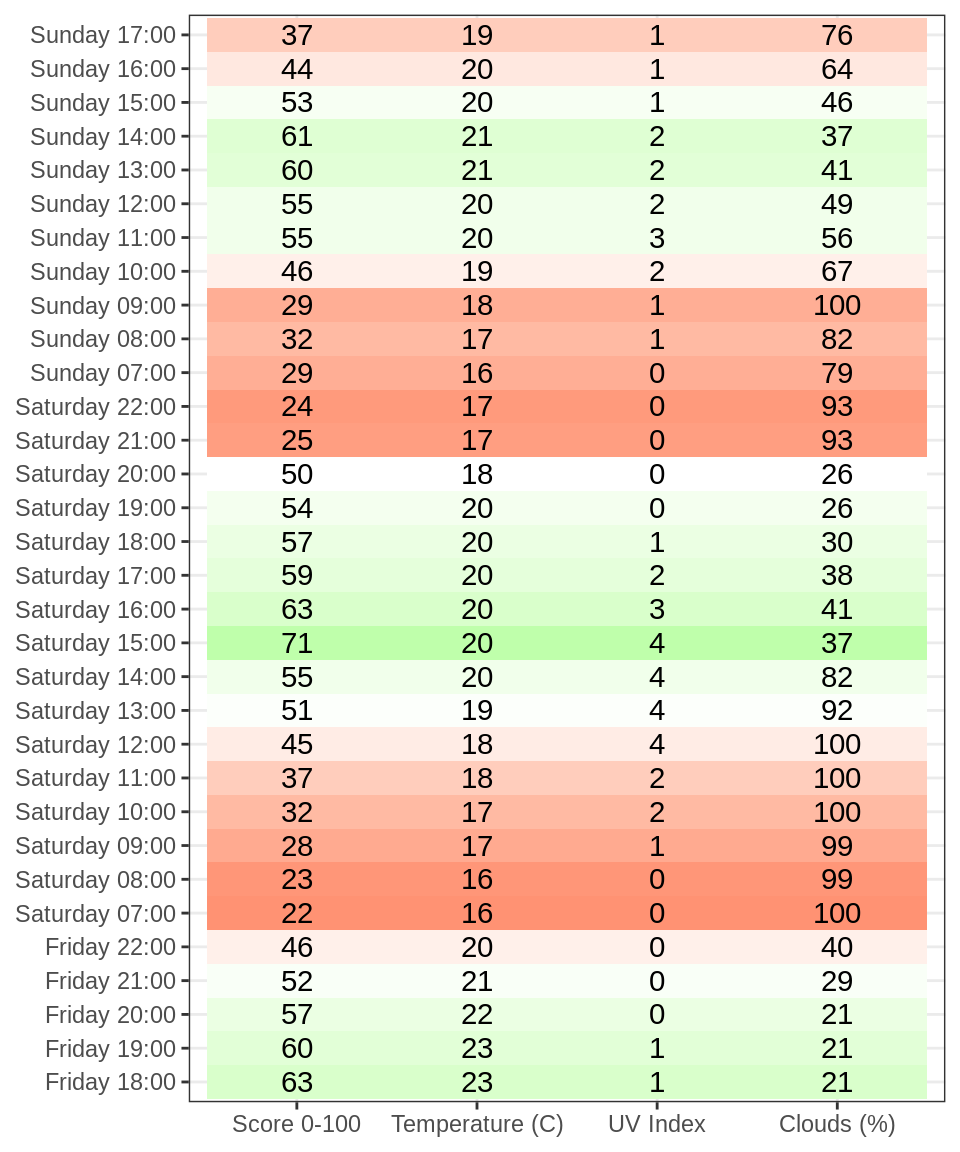 Sunday 17:00 37 19 1 76
Sunday 16:00 44 20 1 64
Sunday 15:00 53 20 1 46
Sunday 14:00 61 21 2 37
Sunday 13:00 60 21 2 41
Sunday 12:00 55 20 2 49
Sunday 11:00 55 20 3 56
Sunday 10:00 46 19 2 67
Sunday 09:00 29 18 1 100
Sunday 08:00 32 17 1 82
Sunday 07:00 29 16 0 79
Saturday 22:00 24 17 0 93
Saturday 21:00 25 17 0 93
Saturday 20:00 50 18 0 26
Saturday 19:00 54 20 0 26
Saturday 18:00 57 20 1 30
Saturday 17:00 59 20 2 38
Saturday 16:00 63 20 3 41
Saturday 15:00 71 20 4 37
Saturday 14:00 55 20 4 82
Saturday 13:00 51 19 4 92
Saturday 12:00 45 18 4 100
Saturday 11:00 37 18 2 100
Saturday 10:00 32 17 2 100
Saturday 09:00 28 17 1 99
Saturday 08:00 23 16 0 99
Saturday 07:00 22 16 0 100
Friday 22:00 46 20 0 40
Friday 21:00 52 21 0 29
Friday 20:00 57 22 0 21
Friday 19:00 60 23 1 21
Friday 18:00 63 23 1 21
Score 0-100 Temperature (C) UV Index Clouds (%)